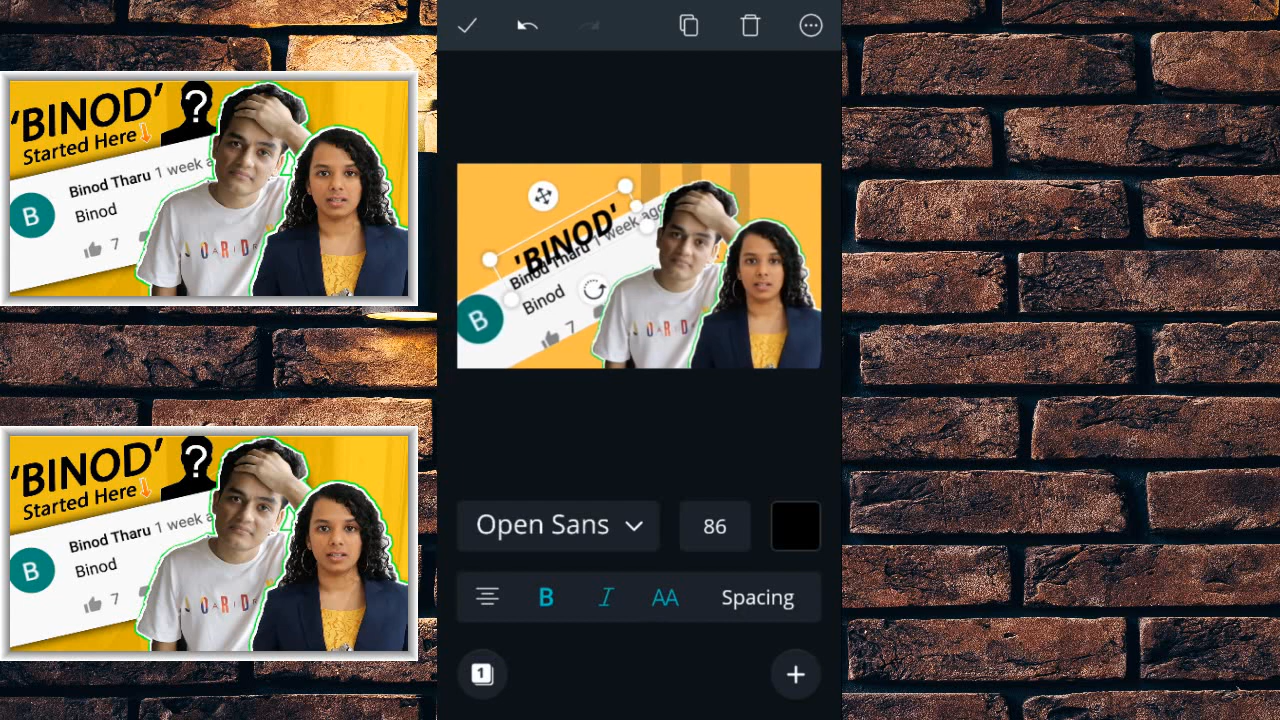 'BINOD'
Started Here
?
Binod Tharu 1 week a
B
Binod
7
'BINOD'
Started Here
?
Binod Tharu 1 week a
B
Binod
7
'BINOD'
Binod Tharu 1 week ago
B
Binod
7
Open Sans
86
B I AA Spacing
1